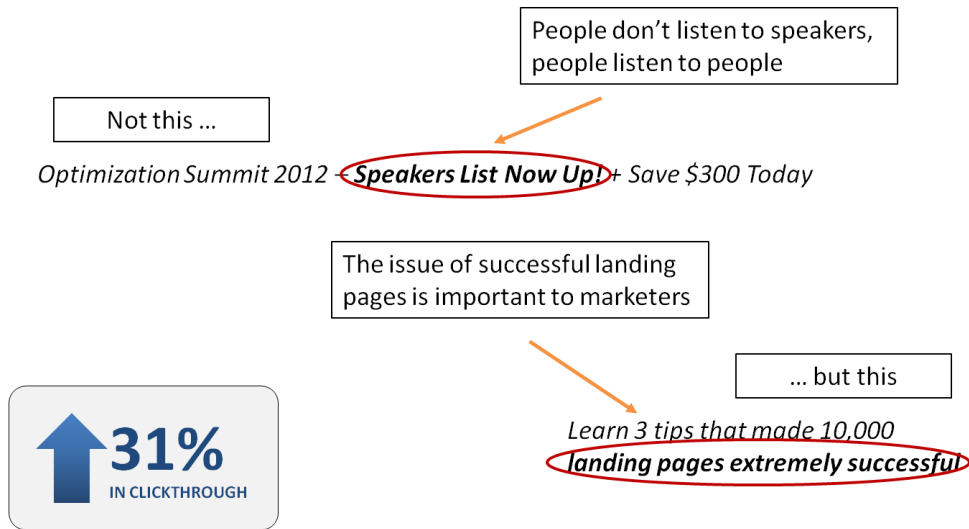 People don’t listen to speakers,
people listen to people
Not this …
Optimization Summit 2012 – Speakers List Now Up! + Save $300 Today
The issue of successful landing
pages is important to marketers
… but this
Learn 3 tips that made 10,000
landing pages extremely successful
31%
IN CLICKTHROUGH